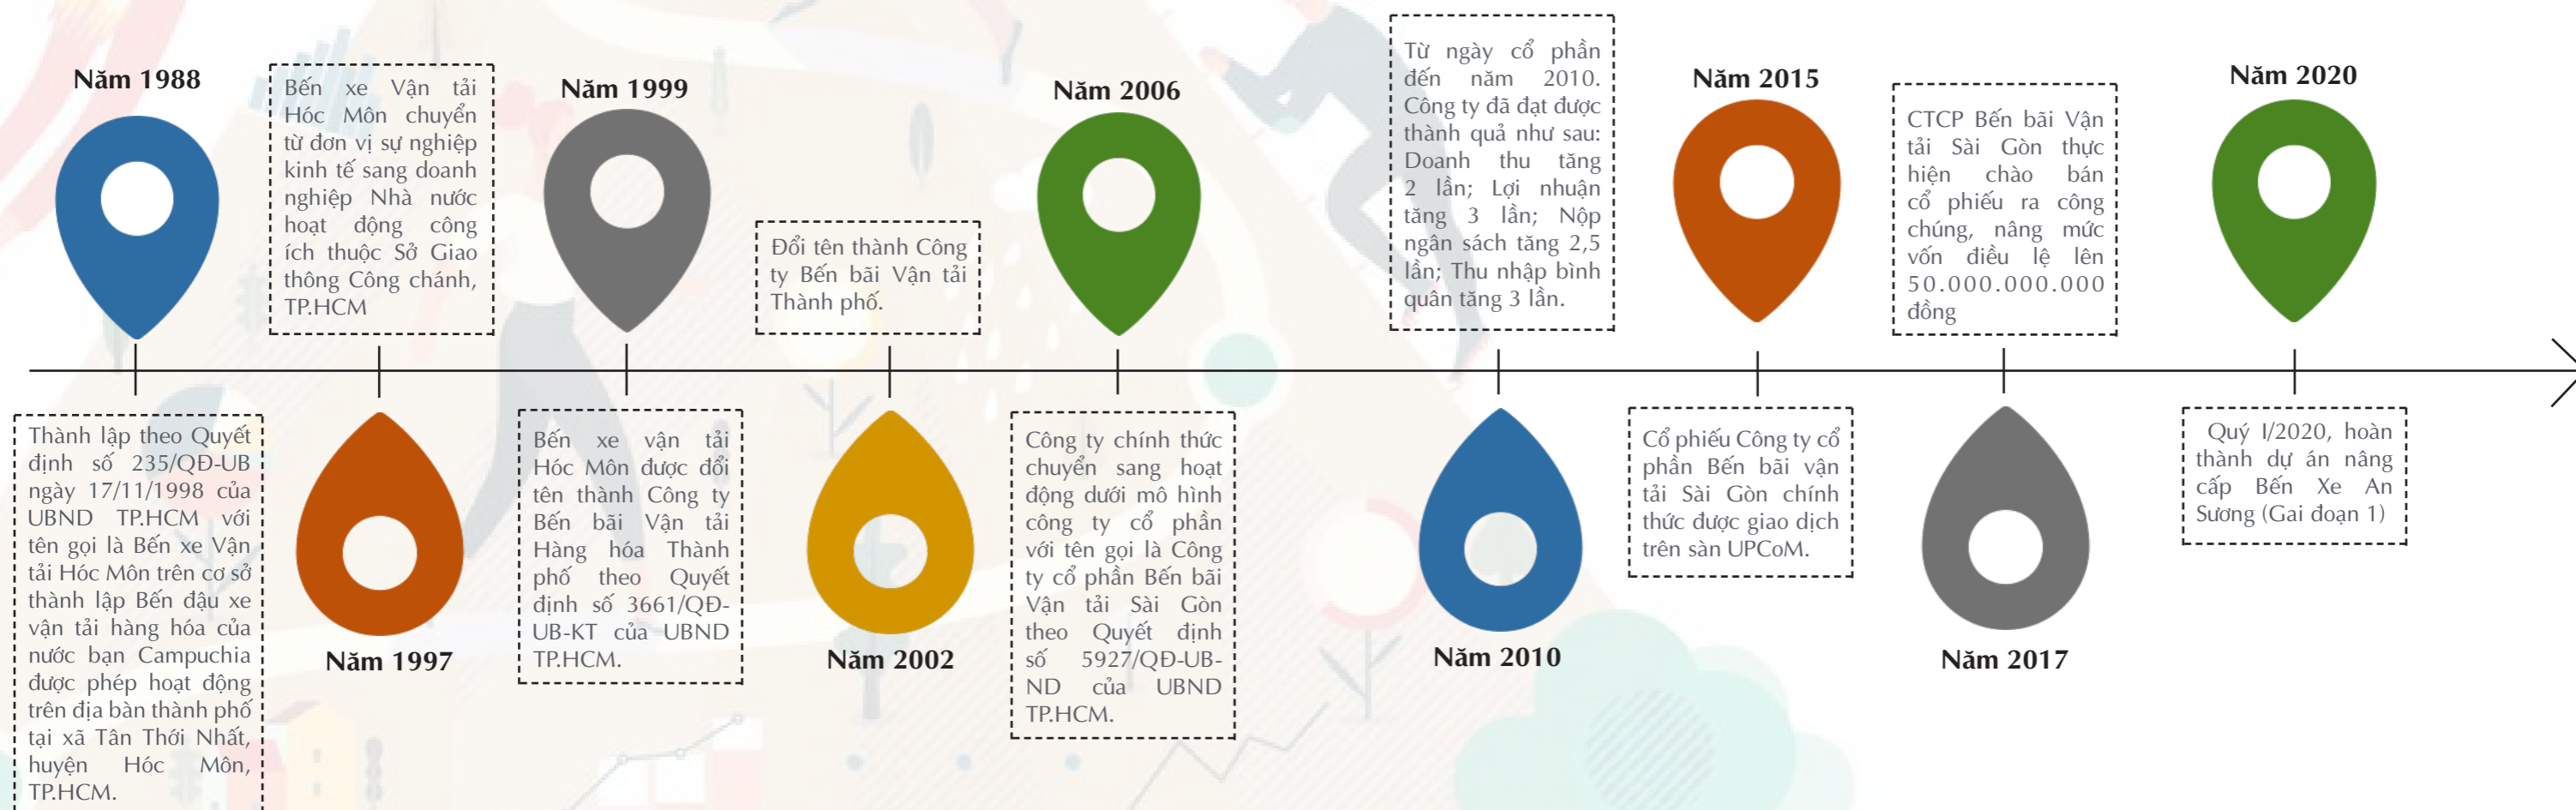 Năm 1988
Thành lập theo Quyết
định số 235/QĐ-UB
ngày 17/11/1998 của
UBND TP.HCM với
tên gọi là Bến xe Vận
tải Hóc Môn trên cơ sở
thành lập Bến đậu xe
vận tải hàng hóa của
nước bạn Campuchia
được phép hoạt động
trên địa bàn thành phố
tại xã Tân Thới Nhất,
huyện Hóc Môn,
TP.HCM.
Bến xe Vận tải
Hóc Môn chuyển
từ đơn vị sự nghiệp
kinh tế sang doanh
nghiệp Nhà nước
hoạt động công
ích thuộc Sở Giao
thông Công chánh,
TP.HCM
Năm 1997
Năm 1999
Bến xe vận tải
Hóc Môn được đổi
tên thành Công ty
Bến bãi Vận tải
Hàng hóa Thành
phố theo Quyết
định số 3661/QĐ-
UB-KT của UBND
TP.HCM.
Đổi tên thành Công
ty Bến bãi Vận tải
Thành phố.
Năm 2002
Năm 2006
Công ty chính thức
chuyển sang hoạt
động dưới mô hình
công ty cổ phần
với tên gọi là Công
ty cổ phần Bến bãi
Vận tải Sài Gòn
theo Quyết định
số 5927/QĐ-UB-
ND của UBND
TP.HCM.
Từ ngày cổ phần
đến năm 2010.
Công ty đã đạt được
thành quả như sau:
Doanh thu tăng
2 lần; Lợi nhuận
tăng 3 lần; Nộp
ngân sách tăng 2,5
lần; Thu nhập bình
quân tăng 3 lần.
Năm 2010
Năm 2015
Cổ phiếu Công ty cổ
phần Bến bãi vận
tải Sài Gòn chính
thức được giao dịch
trên sàn UPCoM.
CTCP Bến bãi Vận
tải Sài Gòn thực
hiện chào bán
cổ phiếu ra công
chúng, nâng mức
vốn điều lệ lên
50.000.000.000
đồng
Năm 2017
Năm 2020
Quý I/2020, hoàn
thành dự án nâng
cấp Bến Xe An
Sương (Gai đoạn 1)